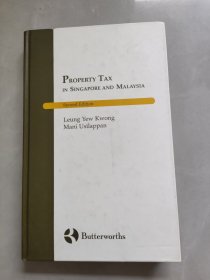 PROPERTY TAX
IN SINGAPORE AND MALAYSIA
Second Edition
Leung Yew Kwong
Mani Usilappan
Butterworths